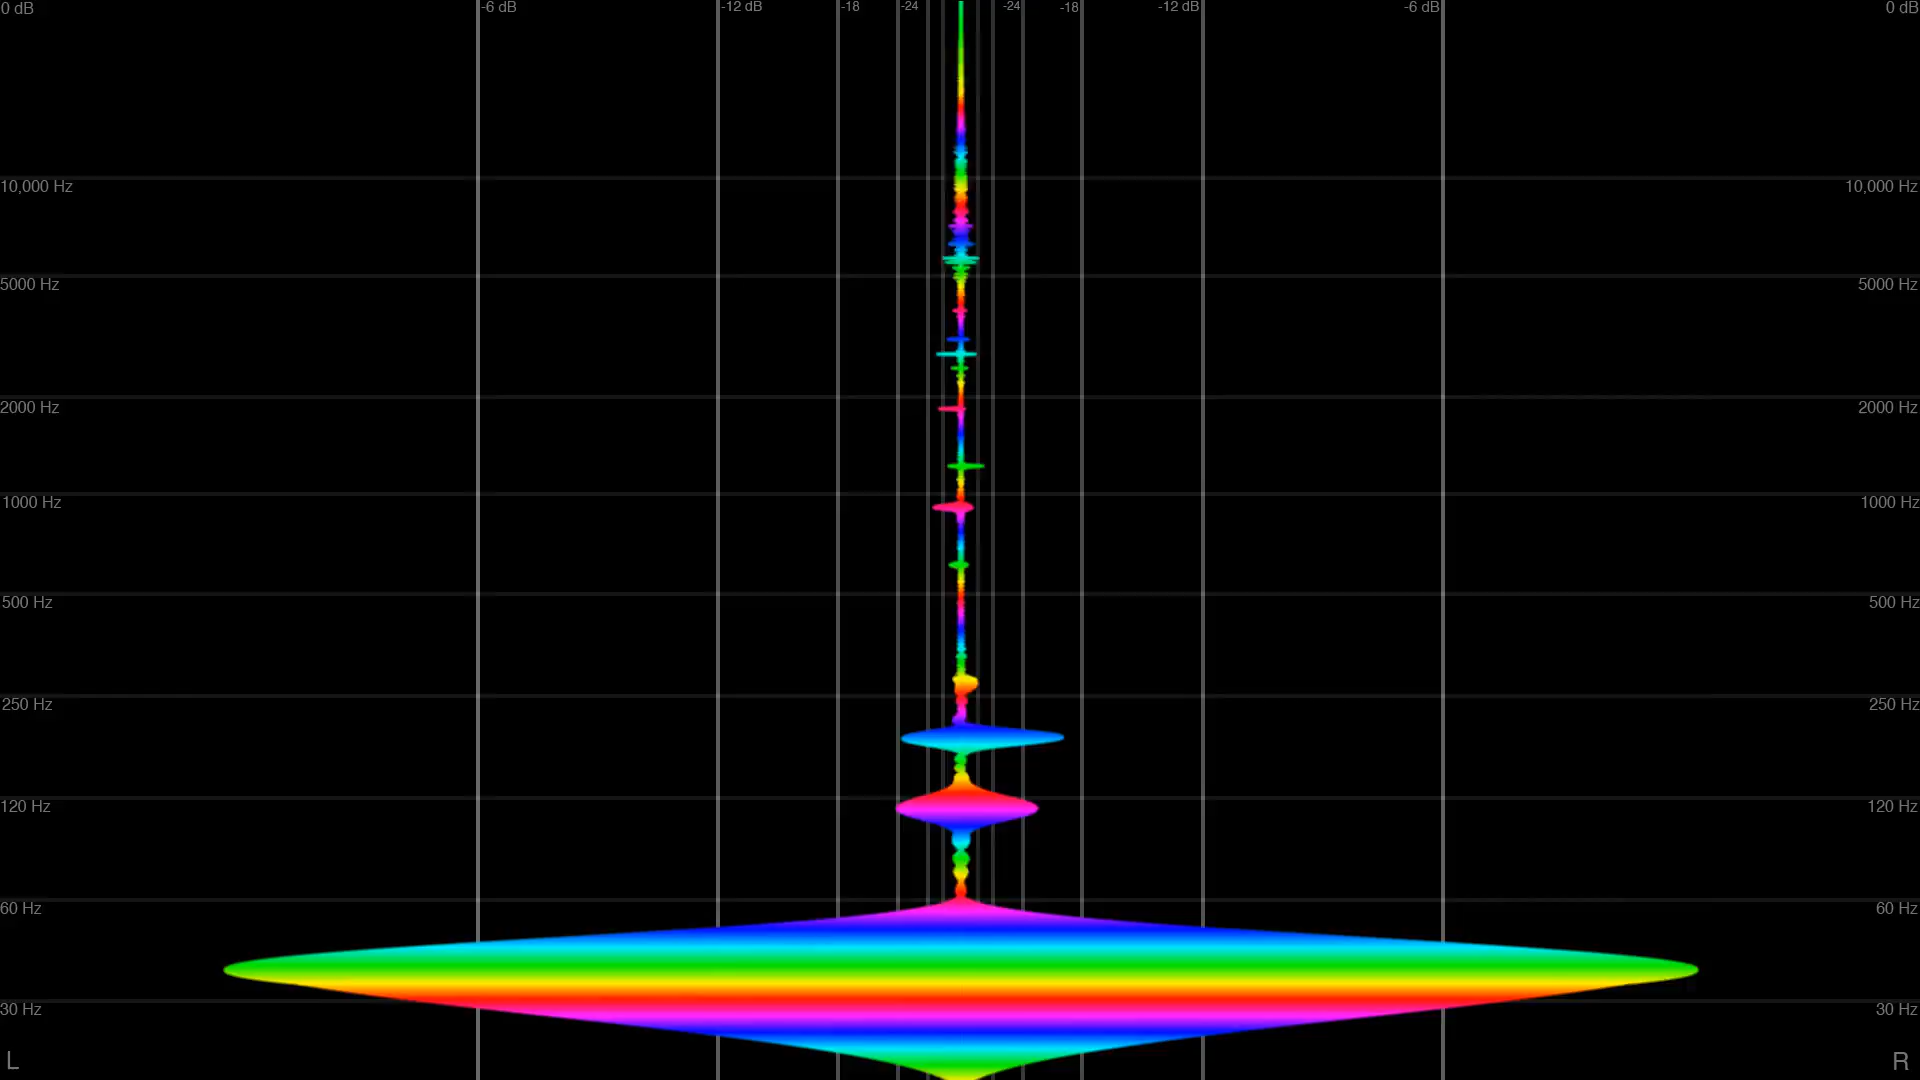 0 dB -6 dB -12 dB -18 -24 -24 -18 -12 dB -6 dB 0 dB
10,000 Hz 10,000 Hz
5000 Hz 5000 Hz
2000 Hz 2000 Hz
1000 Hz 1000 Hz
500 Hz 500 Hz
250 Hz 250 Hz
120 Hz 120 Hz
60 Hz 60 Hz
30 Hz 30 Hz
L R